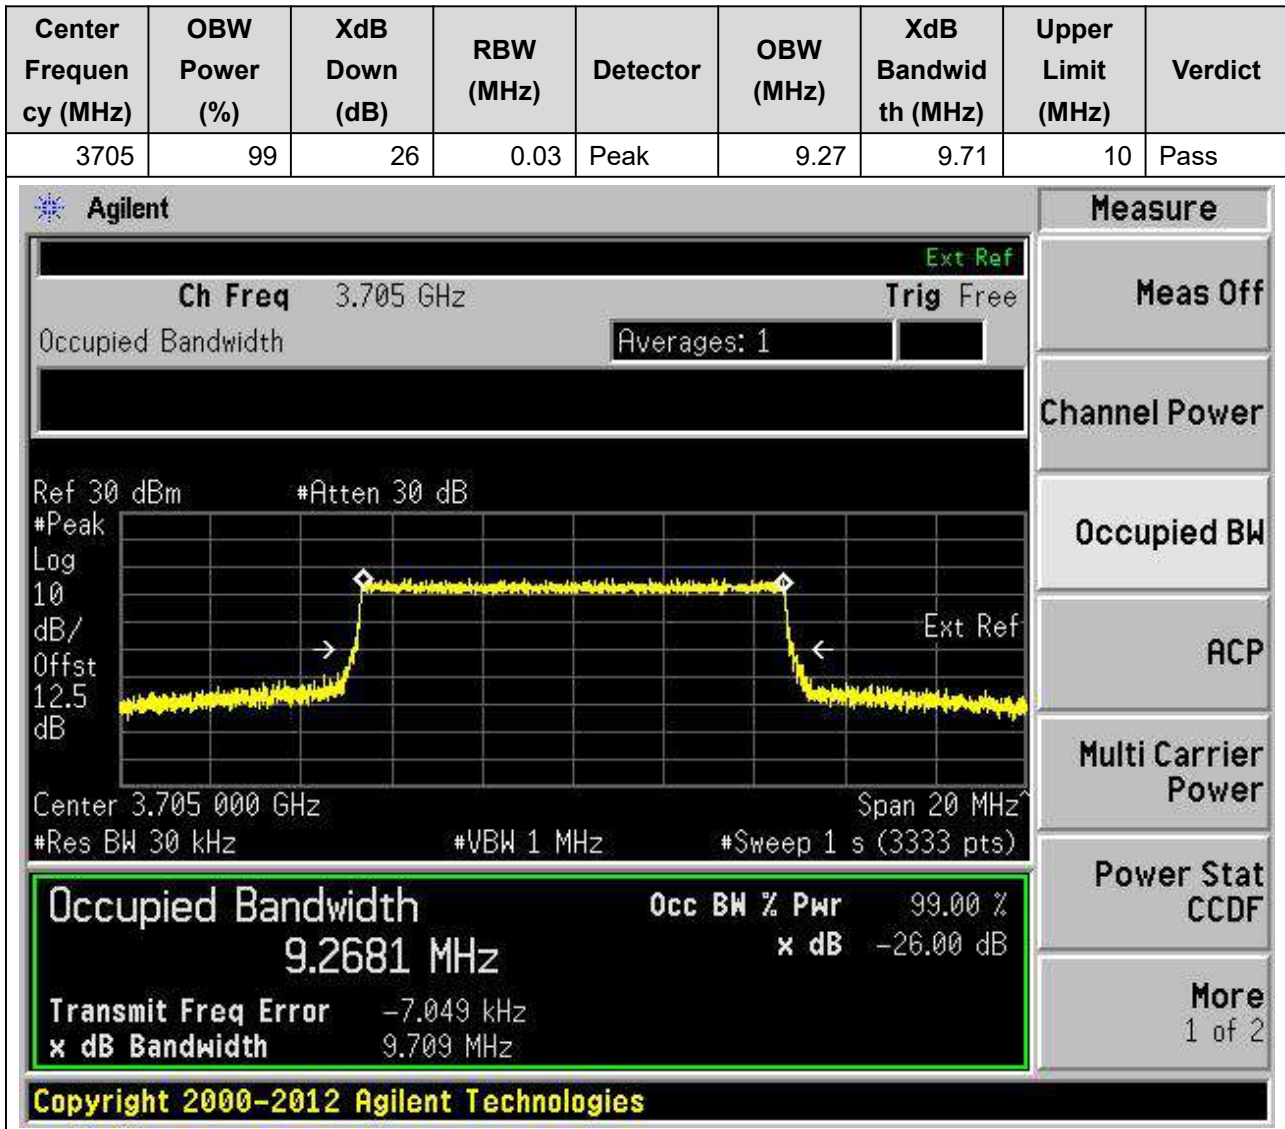 Center Frequen cy (MHz) OBW Power (%) XdB Down (dB) RBW (MHz) Detector OBW (MHz) XdB Bandwid th (MHz) Upper Limit (MHz) Verdict
3705 99 26 0.03 Peak 9.27 9.71 10 Pass
Agilent
Measure
Ext Ref
Ch Freq 3.705 GHz Trig Free
Occupied Bandwidth Averages: 1
Meas Off
Channel Power
Occupied BW
ACP
Multi Carrier
Power
Power Stat
CCDF
More
1 of 2
Ref 30 dBm #Atten 30 dB
#Peak
Log
10
dB/
Offst
12.5
dB
Ext Ref
Center 3.705 000 GHz Span 20 MHz^
#Res BW 30 kHz #VBW 1 MHz #Sweep 1 s (3333 pts)
Occupied Bandwidth Occ BW % Pwr 99.00 %
9.2681 MHz x dB -26.00 dB
Transmit Freq Error -7.049 kHz
x dB Bandwidth 9.709 MHz
Copyright 2000-2012 Agilent Technologies